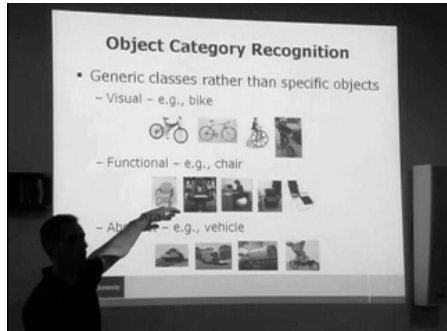 Object Category Recognition
▪ Generic classes rather than specific objects
– Visual – e.g., bike
– Functional – e.g., chair
– e.g., vehicle